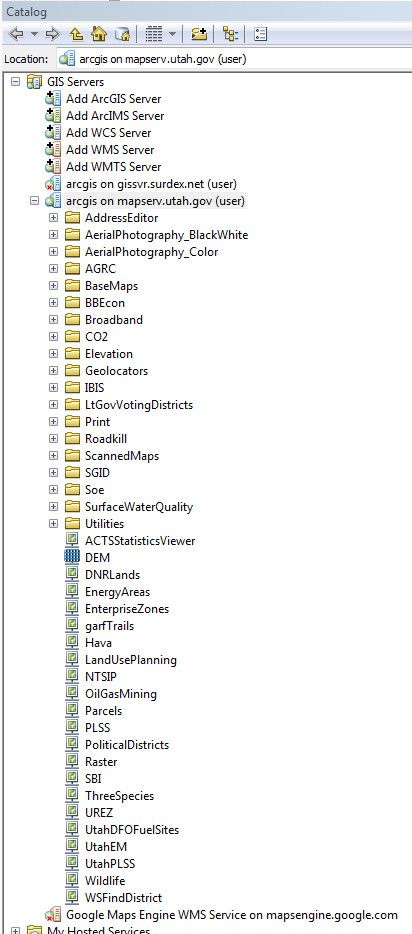 Catalog
Location: arcgis on mapserv.utah.gov (user)
GIS Servers
Add ArcGIS Server
Add ArcIMS Server
Add WCS Server
Add WMS Server
Add WMTS Server
arcgis on gissvr.surdex.net (user)
arcgis on mapserv.utah.gov (user)
AddressEditor
AerialPhotography_BlackWhite
AerialPhotography_Color
AGRC
BaseMaps
BBEcon
Broadband
CO2
Elevation
Geolocators
IBIS
LtGovVotingDistricts
Print
Roadkill
ScannedMaps
SGID
Soe
SurfaceWaterQuality
Utilities
ACTSStatisticsViewer
DEM
DNRLands
EnergyAreas
EnterpriseZones
garfTrails
Hava
LandUsePlanning
NTSIP
OilGasMining
Parcels
PLSS
PoliticalDistricts
Raster
SBI
ThreeSpecies
UREZ
UtahDFOFuelSites
UtahEM
UtahPLSS
Wildlife
WSFindDistrict
Google Maps Engine WMS Service on mapsengine.google.com
My Hosted Services